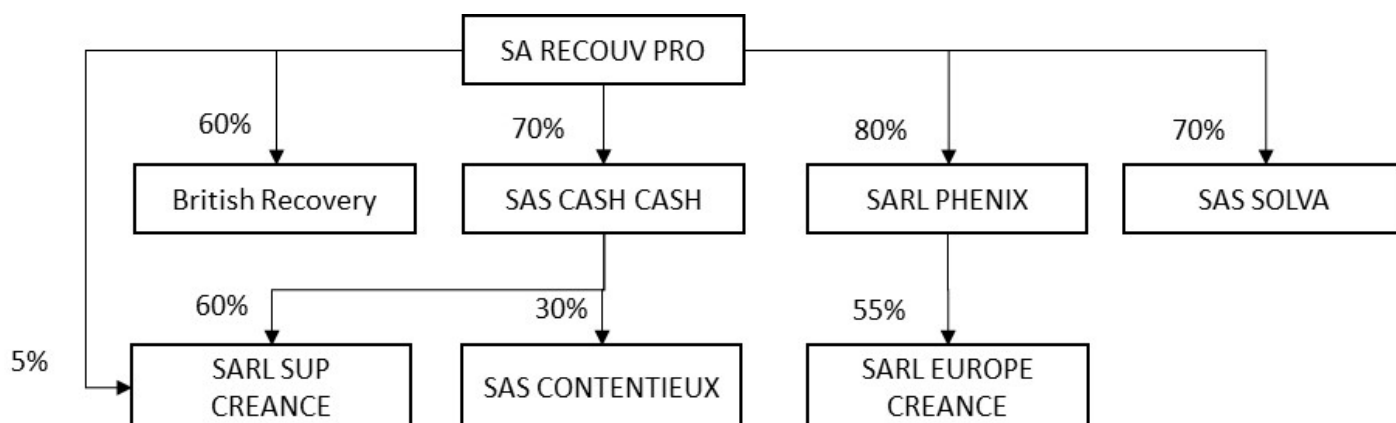 SA RECOUV PRO
60%
70%
80%
70%
British Recovery
SAS CASH CASH
SARL PHENIX
SAS SOLVA
60%
30%
55%
5%
SARL SUP
CREANCE
SAS CONTENTIEUX
SARL EUROPE
CREANCE